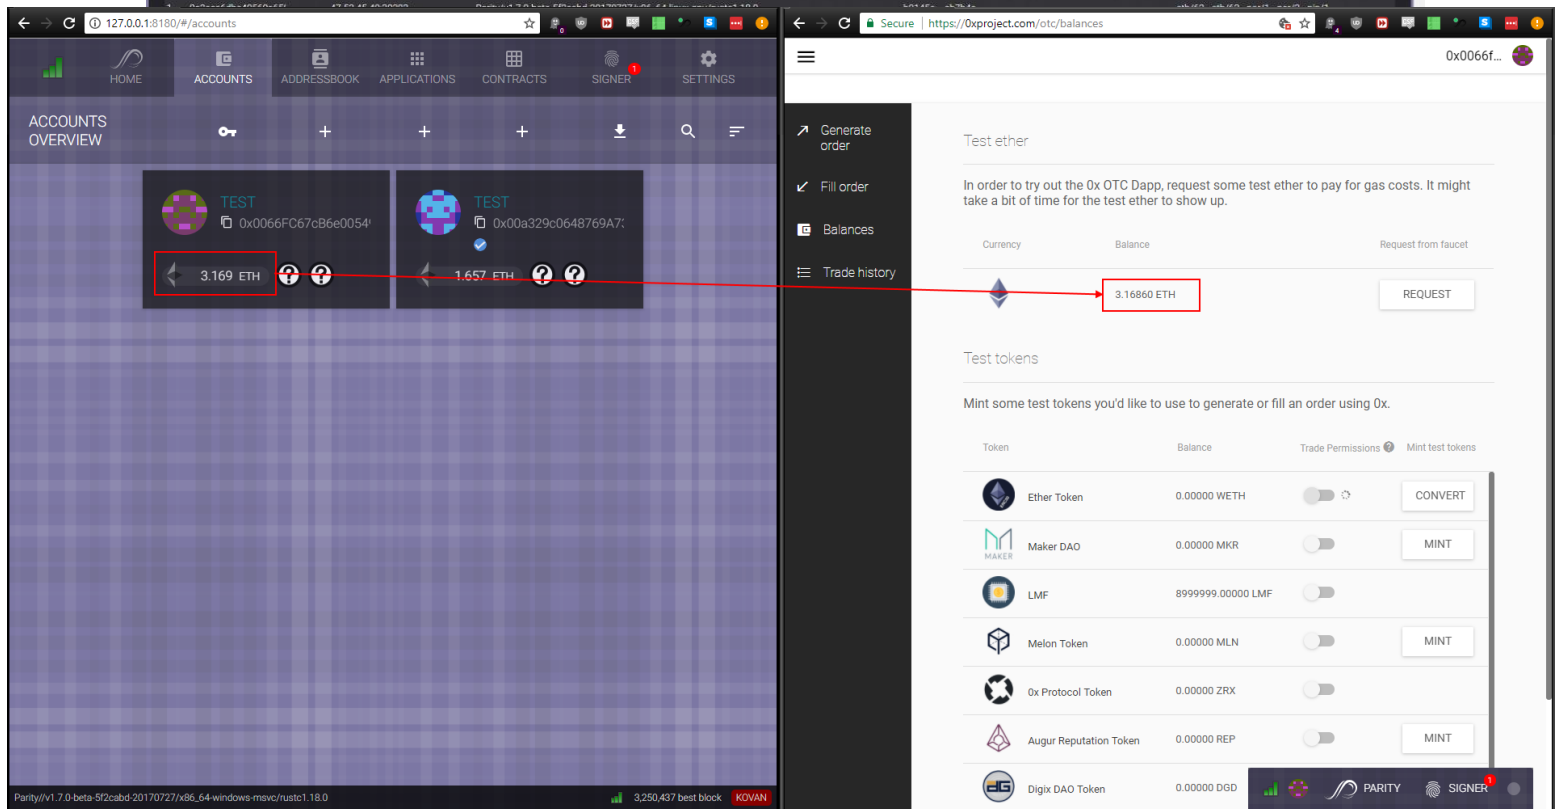 127.0.0.1:8180/#/accounts
HOME
ACCOUNTS
ADDRESSBOOK
APPLICATIONS
CONTRACTS
SIGNER
1
SETTINGS
ACCOUNTS
OVERVIEW
TEST
0x0066FC67cB6e0054
3.169 ETH
TEST
0x00a329c0648769A7
1.657 ETH
Parity//v1.7.0-beta-5f2cabd-20170727/x86_64-windows-msvc/rustc1.18.0
3,250,437 best block
KOVAN
Secure
https://0xproject.com/otc/balances
0x0066f...
Generate
order
Fill order
Balances
Trade history
Test ether
In order to try out the 0x OTC Dapp, request some test ether to pay for gas costs. It might
take a bit of time for the test ether to show up.
Currency Balance Request from faucet
3.16860 ETH REQUEST
Test tokens
Mint some test tokens you'd like to use to generate or fill an order using 0x.
Token Balance Trade Permissions Mint test tokens
Ether Token 0.00000 WETH CONVERT
MAKER
Maker DAO 0.00000 MKR MINT
LMF 8999999.00000 LMF
Melon Token 0.00000 MLN MINT
0x Protocol Token 0.00000 ZRX
Augur Reputation Token 0.00000 REP MINT
Digix DAO Token 0.00000 DGD
PARITY
SIGNER
1